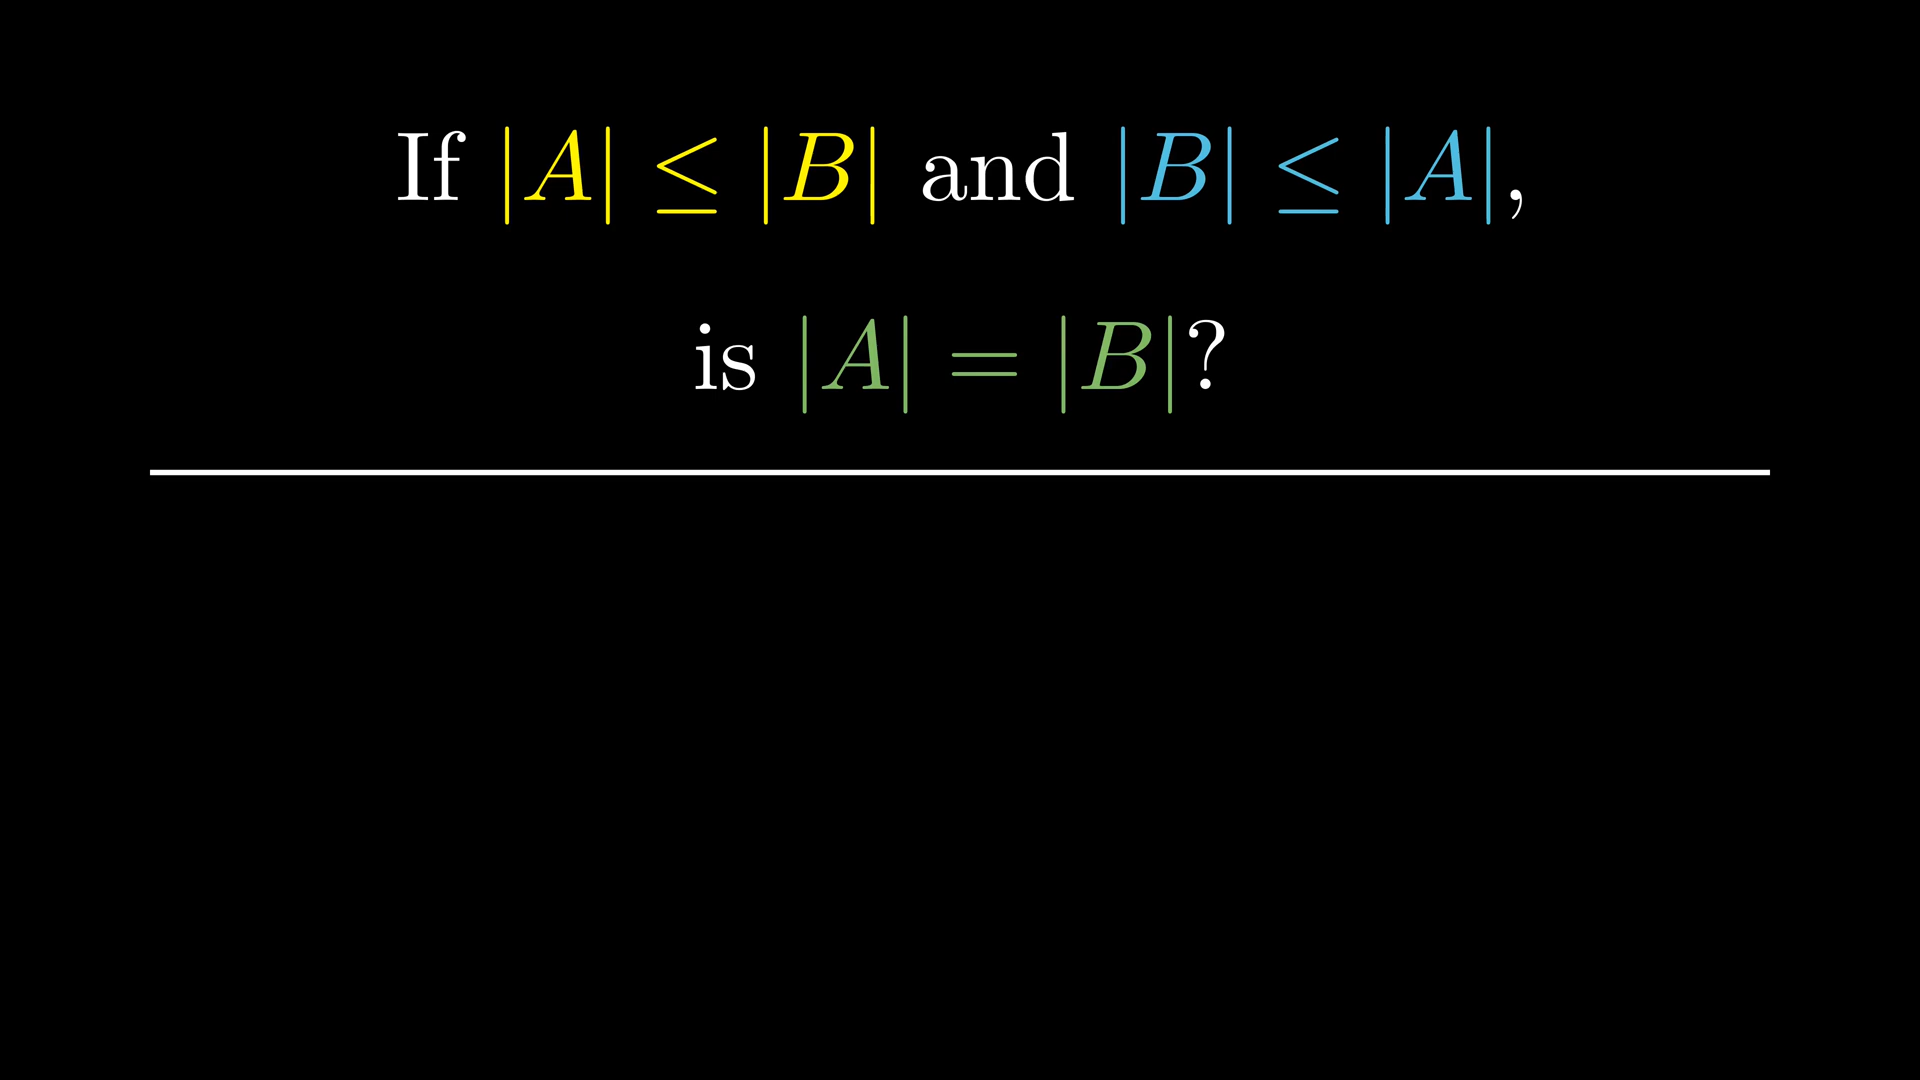 If |A| ≤ |B| and |B| ≤ |A|,
is |A| = |B|?